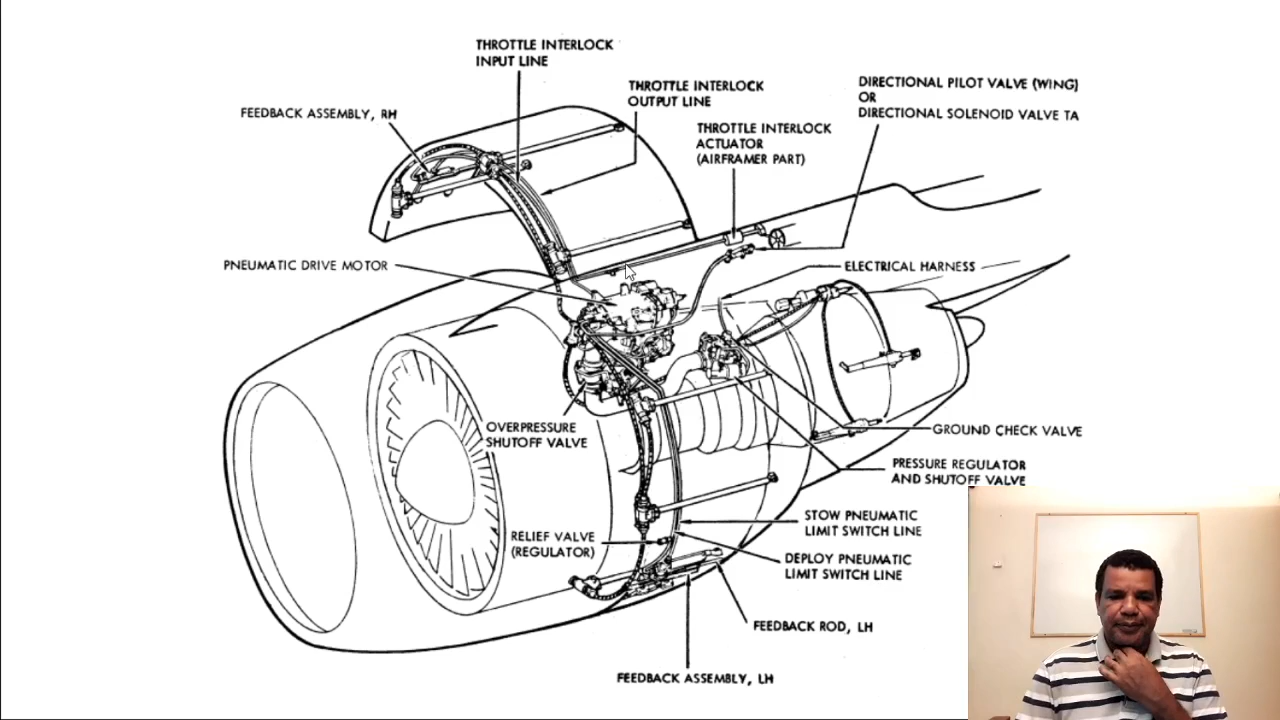 THROTTLE INTERLOCK
INPUT LINE
THROTTLE INTERLOCK
OUTPUT LINE
DIRECTIONAL PILOT VALVE (WING)
OR
DIRECTIONAL SOLENOID VALVE TA
FEEDBACK ASSEMBLY, RH
THROTTLE INTERLOCK
ACTUATOR
(AIRFRAMER PART)
PNEUMATIC DRIVE MOTOR
ELECTRICAL HARNESS
OVERPRESSURE
SHUTOFF VALVE
GROUND CHECK VALVE
PRESSURE REGULATOR
AND SHUTOFF VALVE
STOW PNEUMATIC
LIMIT SWITCH LINE
RELIEF VALVE
(REGULATOR)
DEPLOY PNEUMATIC
LIMIT SWITCH LINE
FEEDBACK ROD, LH
FEEDBACK ASSEMBLY, LH